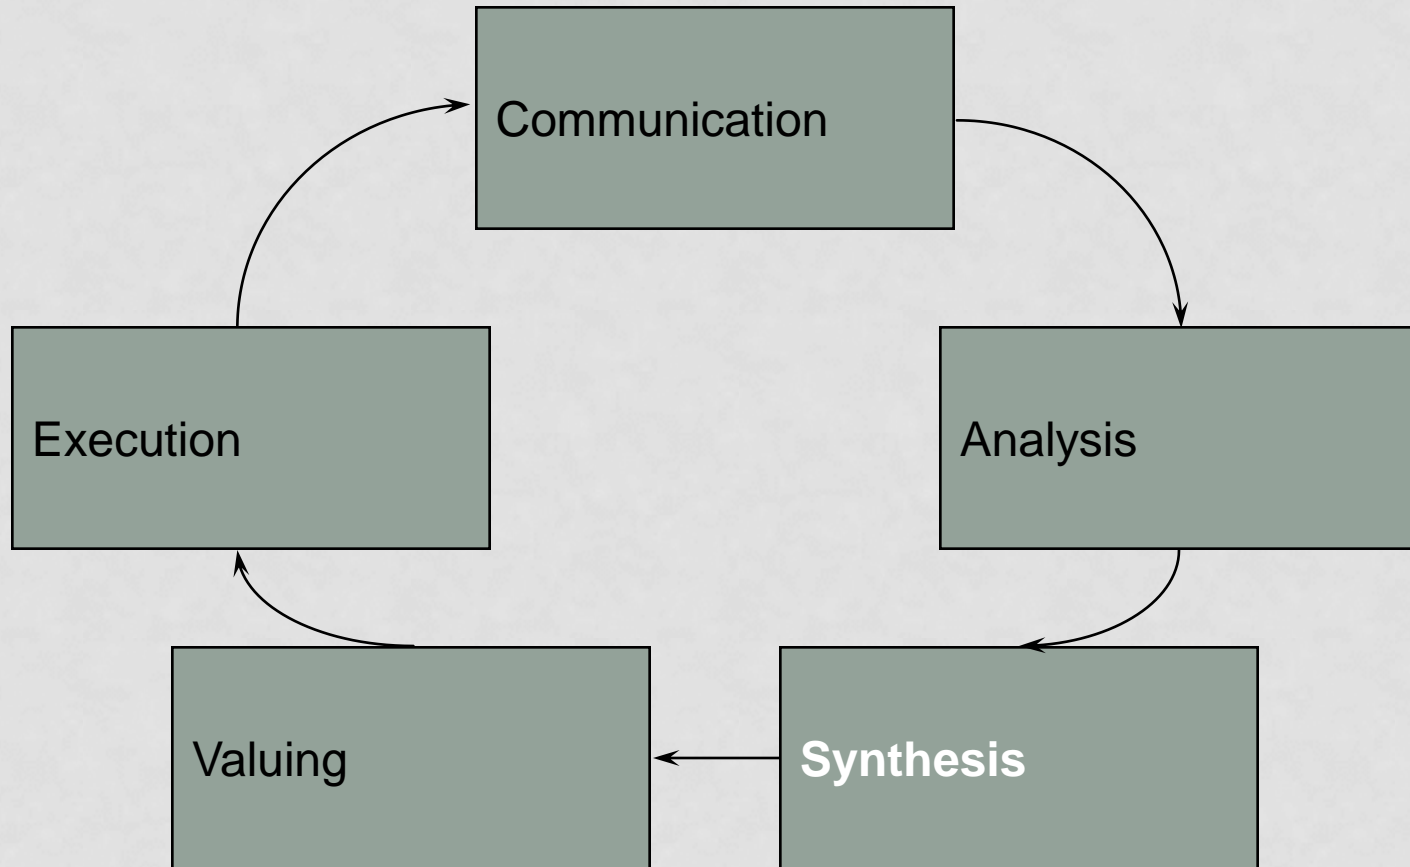 Communication
Execution
Analysis
Valuing
Synthesis